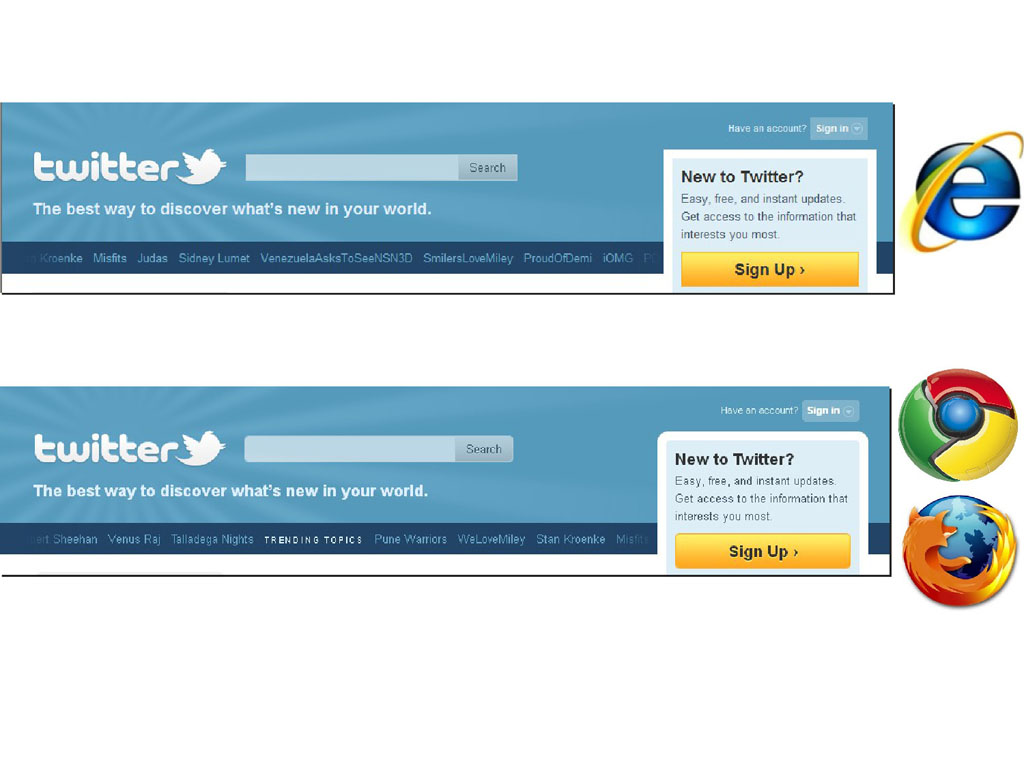 Have an account? Sign in
twitter
Search
New to Twitter?
The best way to discover what's new in your world.
Easy, free, and instant updates.
Get access to the information that
interests you most.
Kroenke Misfits Judas Sidney Lumet VenezuelaAsksToSeeNSN3D SmilersLoveMiley ProudOfDemi iOMG
Sign Up ›
Have an account? Sign in
twitter
Search
New to Twitter?
The best way to discover what's new in your world.
Easy, free, and instant updates.
Get access to the information that
interests you most.
Sheehan Venus Raj Talladega Nights TRENDING TOPICS Pune Warriors WeLoveMiley Stan Kroenke Misfits
Sign Up ›